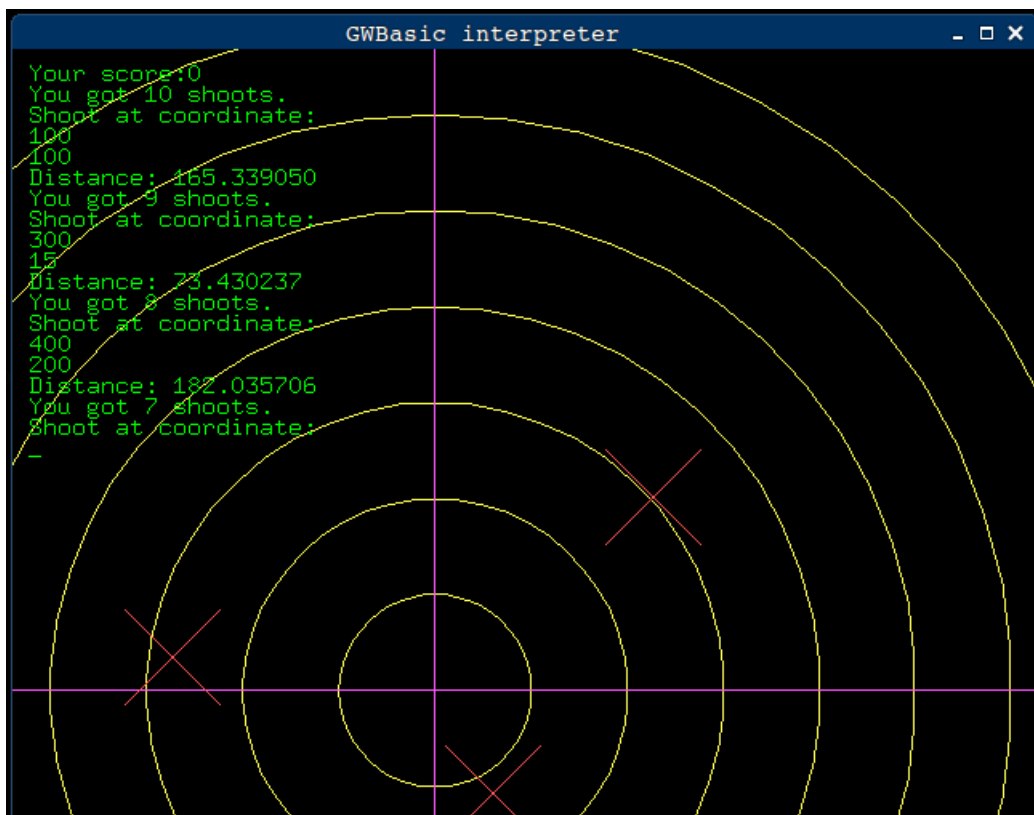 GWBasic interpreter
Your score:0
You got 10 shoots.
Shoot at coordinate:
100
100
Distance: 165.339050
You got 9 shoots.
Shoot at coordinate:
300
15
Distance: 73.430237
You got 8 shoots.
Shoot at coordinate:
400
200
Distance: 182.035706
You got 7 shoots.
Shoot at coordinate:
_